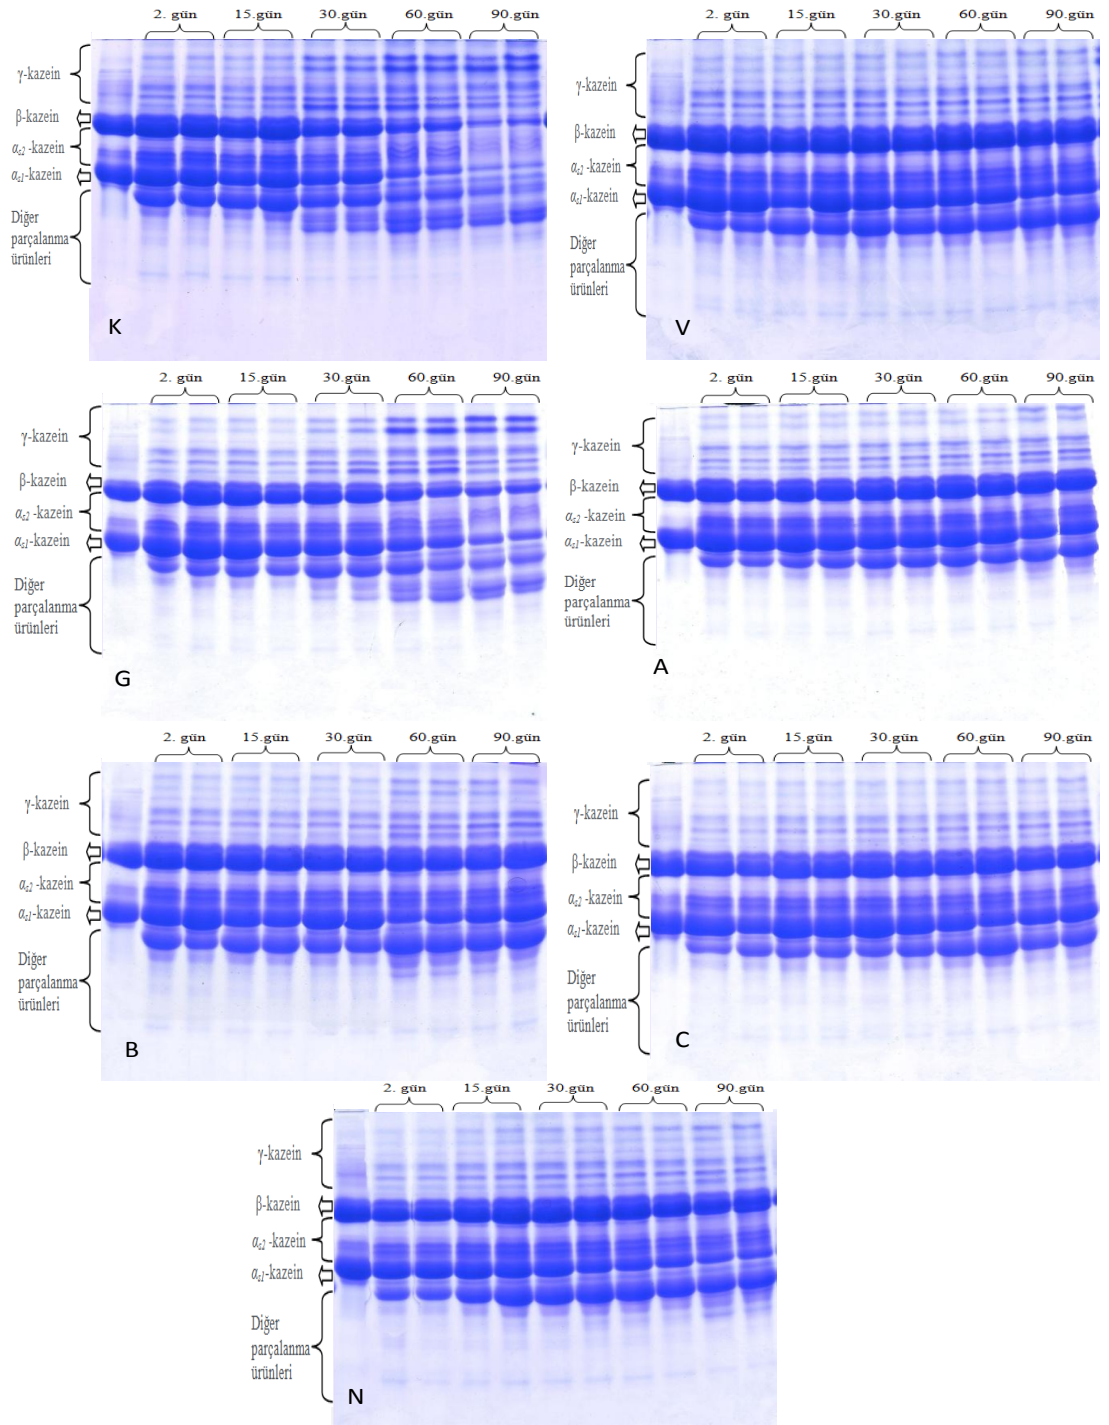 2. gün 15.gün 30.gün 60.gün 90.gün
γ-kazein
β-kazein
αs2 -kazein
αs1-kazein
Diğer
parçalanma
ürünleri
K
2. gün 15.gün 30.gün 60.gün 90.gün
γ-kazein
β-kazein
αs2 -kazein
αs1-kazein
Diğer
parçalanma
ürünleri
V
2. gün 15.gün 30.gün 60.gün 90.gün
γ-kazein
β-kazein
αs2 -kazein
αs1-kazein
Diğer
parçalanma
ürünleri
G
2. gün 15.gün 30.gün 60.gün 90.gün
γ-kazein
β-kazein
αs2 -kazein
αs1-kazein
Diğer
parçalanma
ürünleri
A
2. gün 15.gün 30.gün 60.gün 90.gün
γ-kazein
β-kazein
αs2 -kazein
αs1-kazein
Diğer
parçalanma
ürünleri
B
2. gün 15.gün 30.gün 60.gün 90.gün
γ-kazein
β-kazein
αs2 -kazein
αs1-kazein
Diğer
parçalanma
ürünleri
C
2. gün 15.gün 30.gün 60.gün 90.gün
γ-kazein
β-kazein
αs2 -kazein
αs1-kazein
Diğer
parçalanma
ürünleri
N